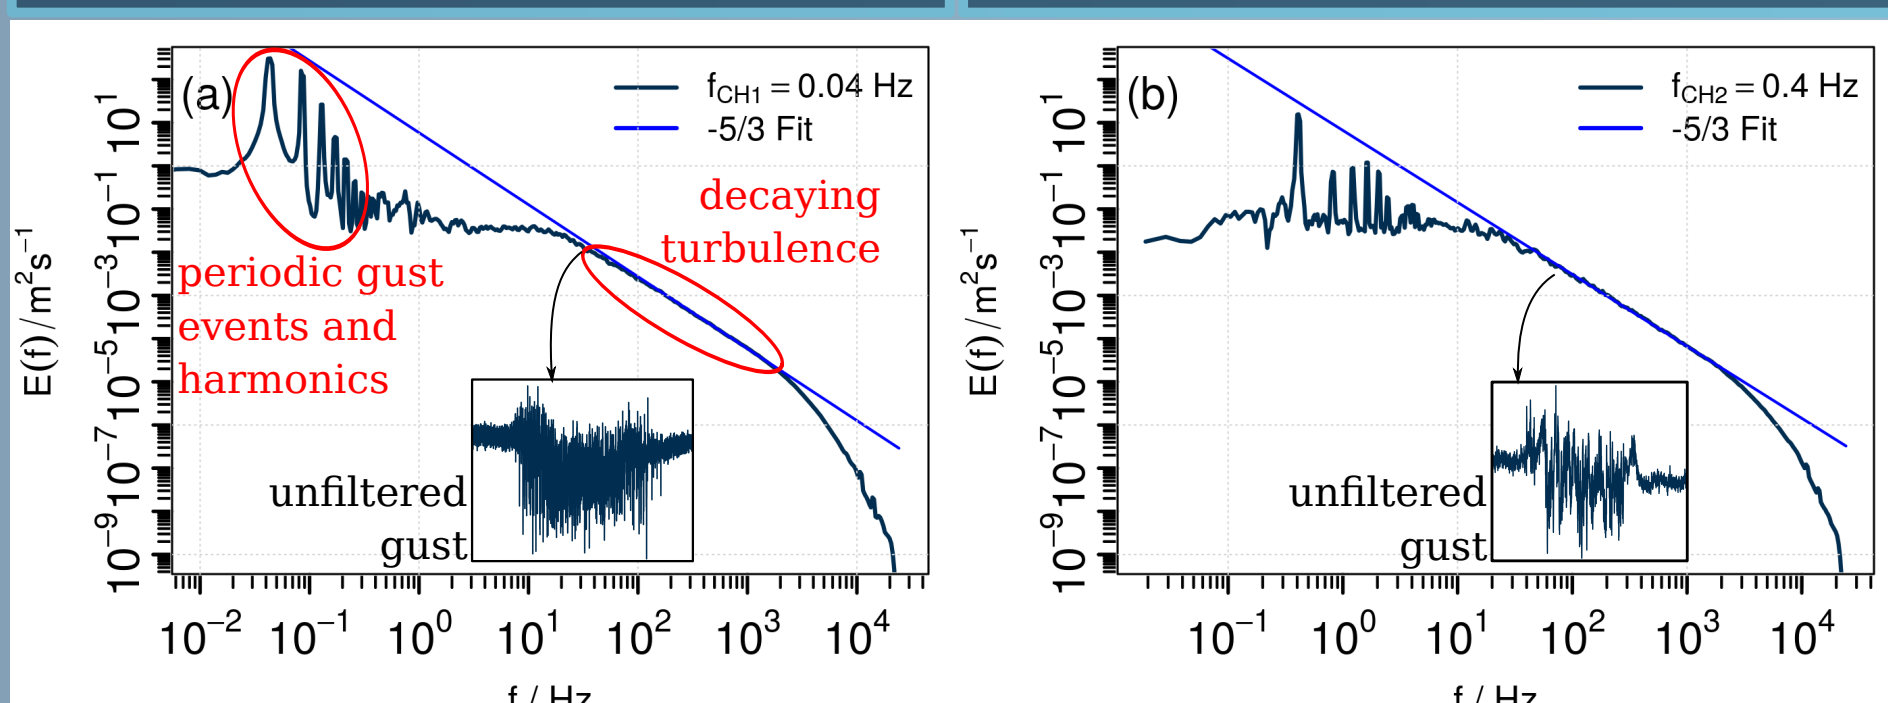 (a)
f_CH1 = 0.04 Hz
-5/3 Fit
decaying
turbulence
periodic gust
events and
harmonics
unfiltered
gust
E(f) /m²s⁻¹
10¹
10⁻¹
10⁻³
10⁻⁵
10⁻⁷
10⁻⁹
10⁻² 10⁻¹ 10⁰ 10¹ 10² 10³ 10⁴
f / Hz
(b)
f_CH2 = 0.4 Hz
-5/3 Fit
unfiltered
gust
E(f) /m²s⁻¹
10¹
10⁻¹
10⁻³
10⁻⁵
10⁻⁷
10⁻⁹
10⁻¹ 10⁰ 10¹ 10² 10³ 10⁴
f / Hz